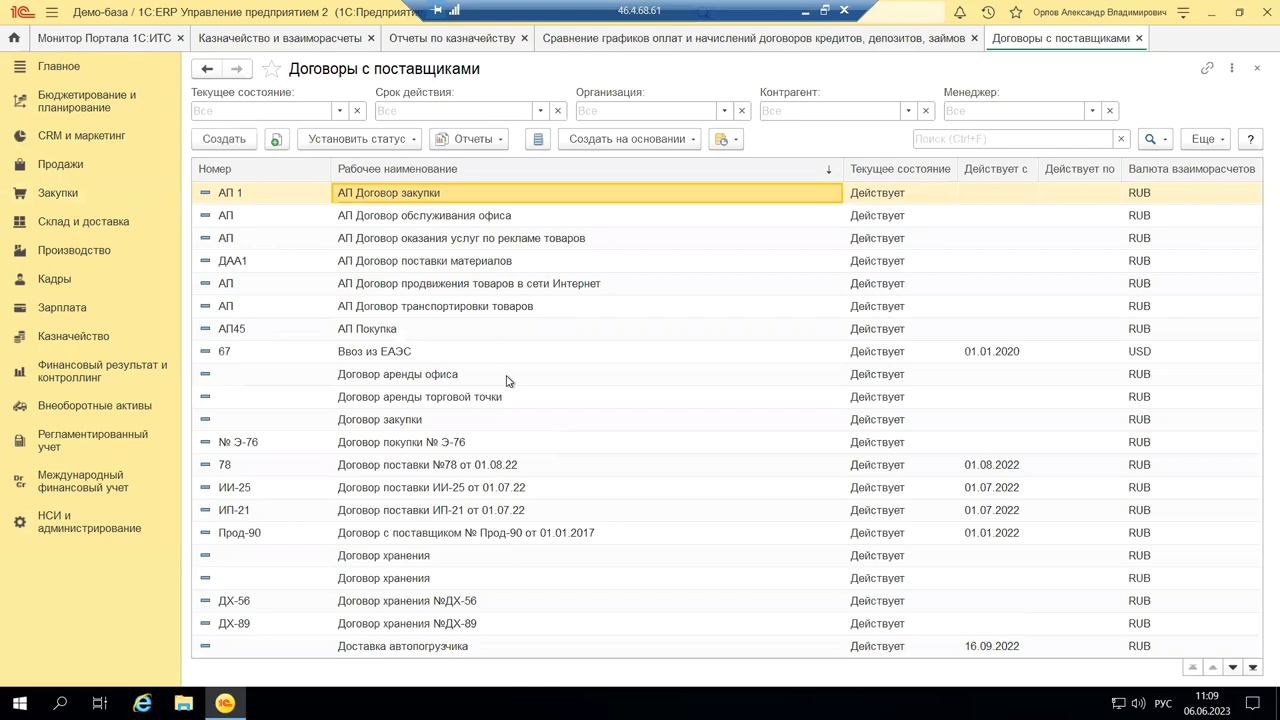 1С Демо-база / 1С:ERP Управление предприятием 2 (1С:Предприятие 46.4.68.61 Орлов Александр Владимирович
Монитор Портала 1С:ИТС × Казначейство и взаиморасчеты × Отчеты по казначейству × Сравнение графиков оплат и начислений договоров кредитов, депозитов, займов × Договоры с поставщиками ×
Главное
Бюджетирование и
планирование
CRM и маркетинг
Продажи
Закупки
Склад и доставка
Производство
Кадры
Зарплата
Казначейство
Финансовый результат и
контроллинг
Внеоборотные активы
Регламентированный
учет
Dr
Cr
Международный
финансовый учет
НСИ и
администрирование
Договоры с поставщиками
Текущее состояние: Срок действия: Организация: Контрагент: Менеджер:
Все Все Все Все Все
Создать Установить статус Отчеты Создать на основании Поиск (Ctrl+F) × Еще ?
Номер Рабочее наименование ↓ Текущее состояние Действует с Действует по Валюта взаиморасчетов
АП 1 АП Договор закупки Действует RUB
АП АП Договор обслуживания офиса Действует RUB
АП АП Договор оказания услуг по рекламе товаров Действует RUB
ДАА1 АП Договор поставки материалов Действует RUB
АП АП Договор продвижения товаров в сети Интернет Действует RUB
АП АП Договор транспортировки товаров Действует RUB
АП45 АП Покупка Действует RUB
67 Ввоз из ЕАЭС Действует 01.01.2020 USD
Договор аренды офиса Действует RUB
Договор аренды торговой точки Действует RUB
Договор закупки Действует RUB
№ Э-76 Договор покупки № Э-76 Действует RUB
78 Договор поставки №78 от 01.08.22 Действует 01.08.2022 RUB
ИИ-25 Договор поставки ИИ-25 от 01.07.22 Действует 01.07.2022 RUB
ИП-21 Договор поставки ИП-21 от 01.07.22 Действует 01.07.2022 RUB
Прод-90 Договор с поставщиком № Прод-90 от 01.01.2017 Действует 01.01.2022 RUB
Договор хранения Действует RUB
Договор хранения Действует RUB
ДХ-56 Договор хранения №ДХ-56 Действует RUB
ДХ-89 Договор хранения №ДХ-89 Действует RUB
Доставка автопогрузчика Действует 16.09.2022 RUB
РУС
11:09
06.06.2023